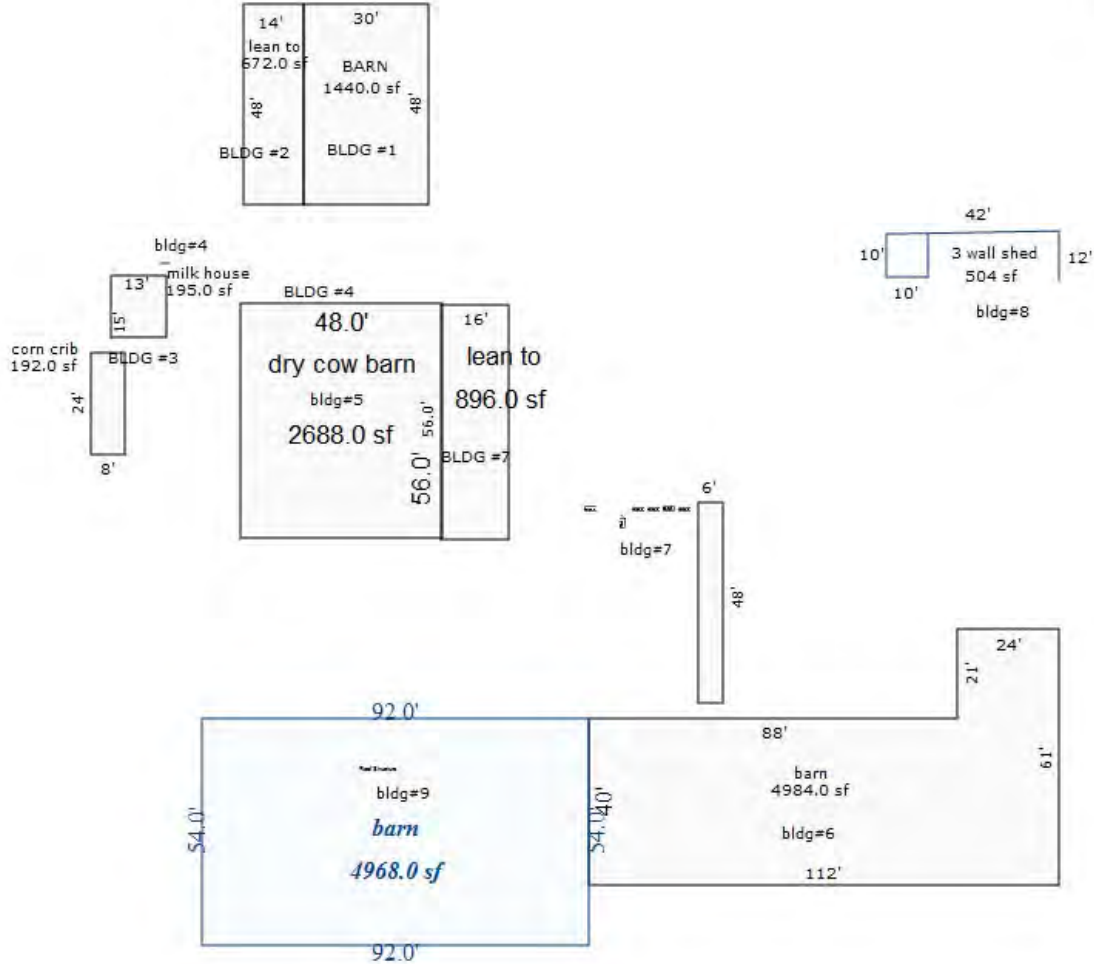 14'
30'
lean to
672.0 sf
BARN
1440.0 sf
48'
48'
BLDG #2
BLDG #1
42'
10'
3 wall shed
504 sf
12'
10'
bldg#8
bldg#4
milk house
195.0 sf
13'
15'
BLDG #4
corn crib
192.0 sf
BLDG #3
24'
8'
48.0'
dry cow barn
bldg#5
2688.0 sf
56.0'
56.0'
16'
lean to
896.0 sf
BLDG #7
6'
bldg#7
48'
24'
21'
88'
61'
barn
4984.0 sf
bldg#6
112'
40'
92.0'
54.0'
54.0'
bldg#9
barn
4968.0 sf
92.0'